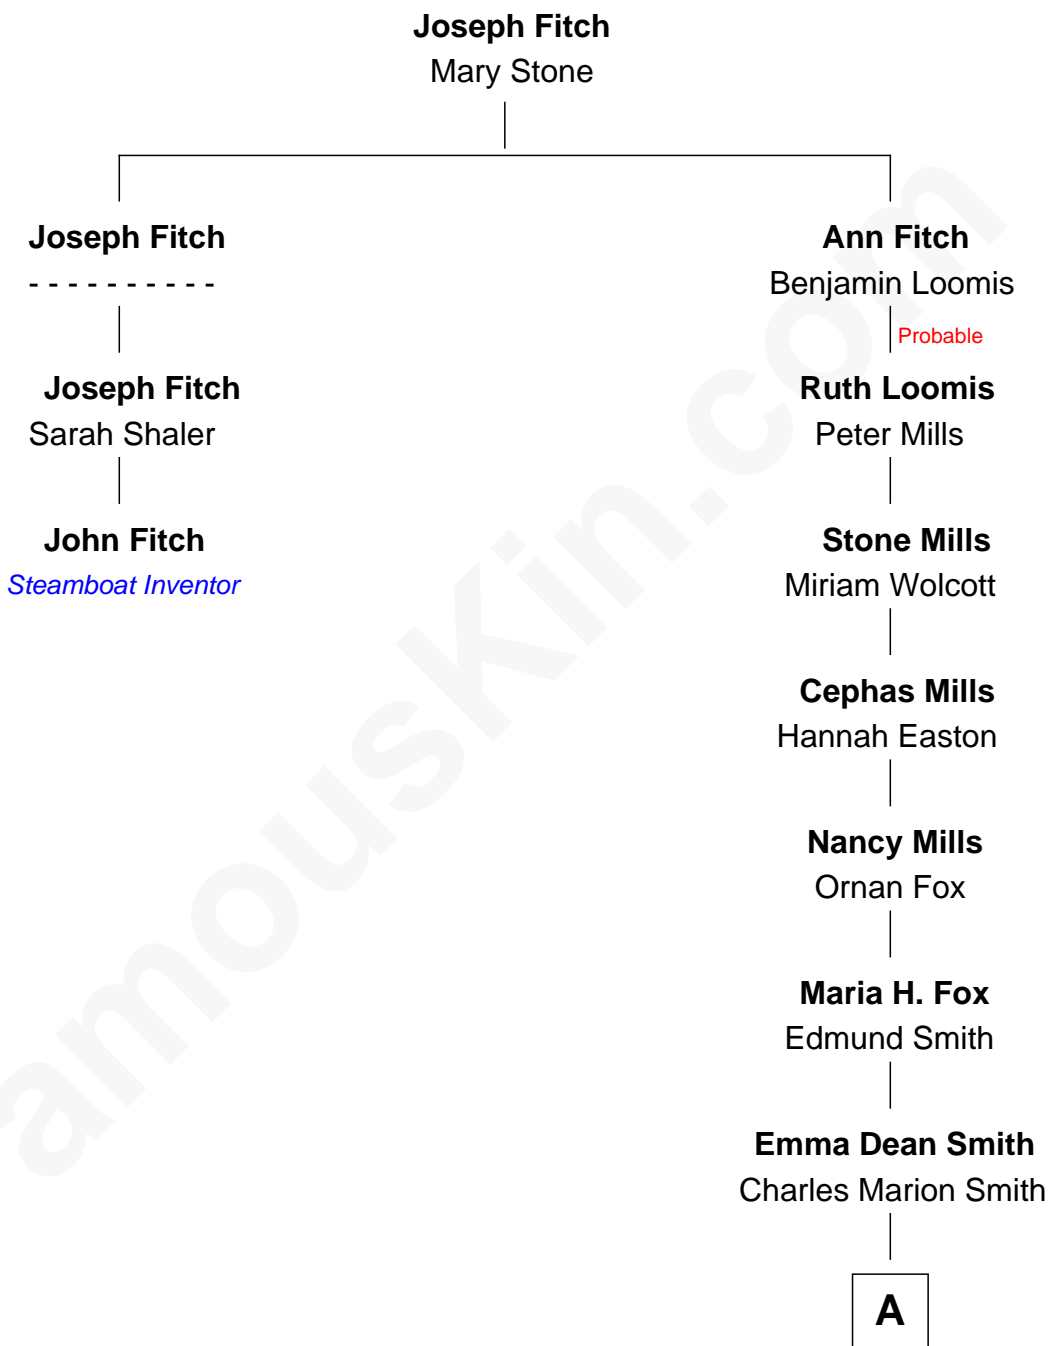 Joseph Fitch
Mary Stone
Joseph Fitch
- - - - - - - - - -
Joseph Fitch
Sarah Shaler
John Fitch
Steamboat Inventor
Ann Fitch
Benjamin Loomis
Probable
Ruth Loomis
Peter Mills
Stone Mills
Miriam Wolcott
Cephas Mills
Hannah Easton
Nancy Mills
Ornan Fox
Maria H. Fox
Edmund Smith
Emma Dean Smith
Charles Marion Smith
A
amouskin.com